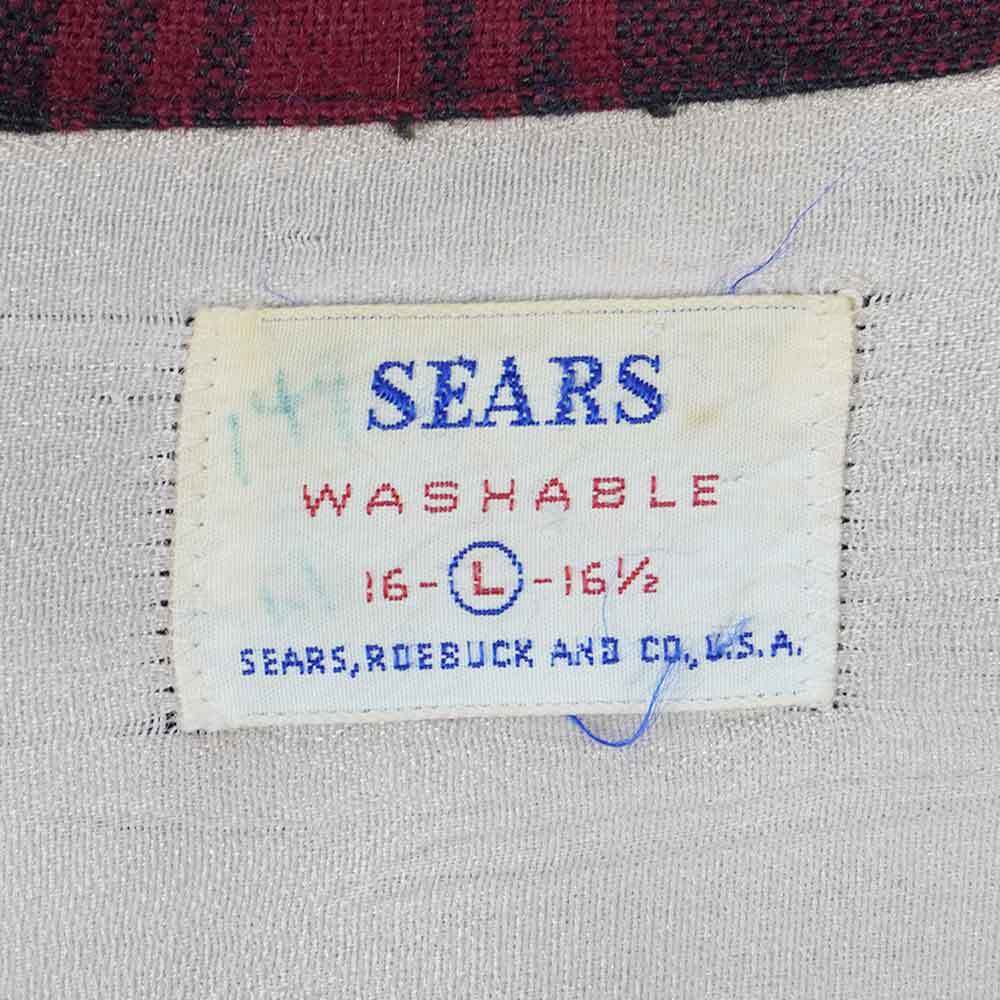 SEARS
WASHABLE
16-L-16½
SEARS, ROEBUCK AND CO., U.S.A.